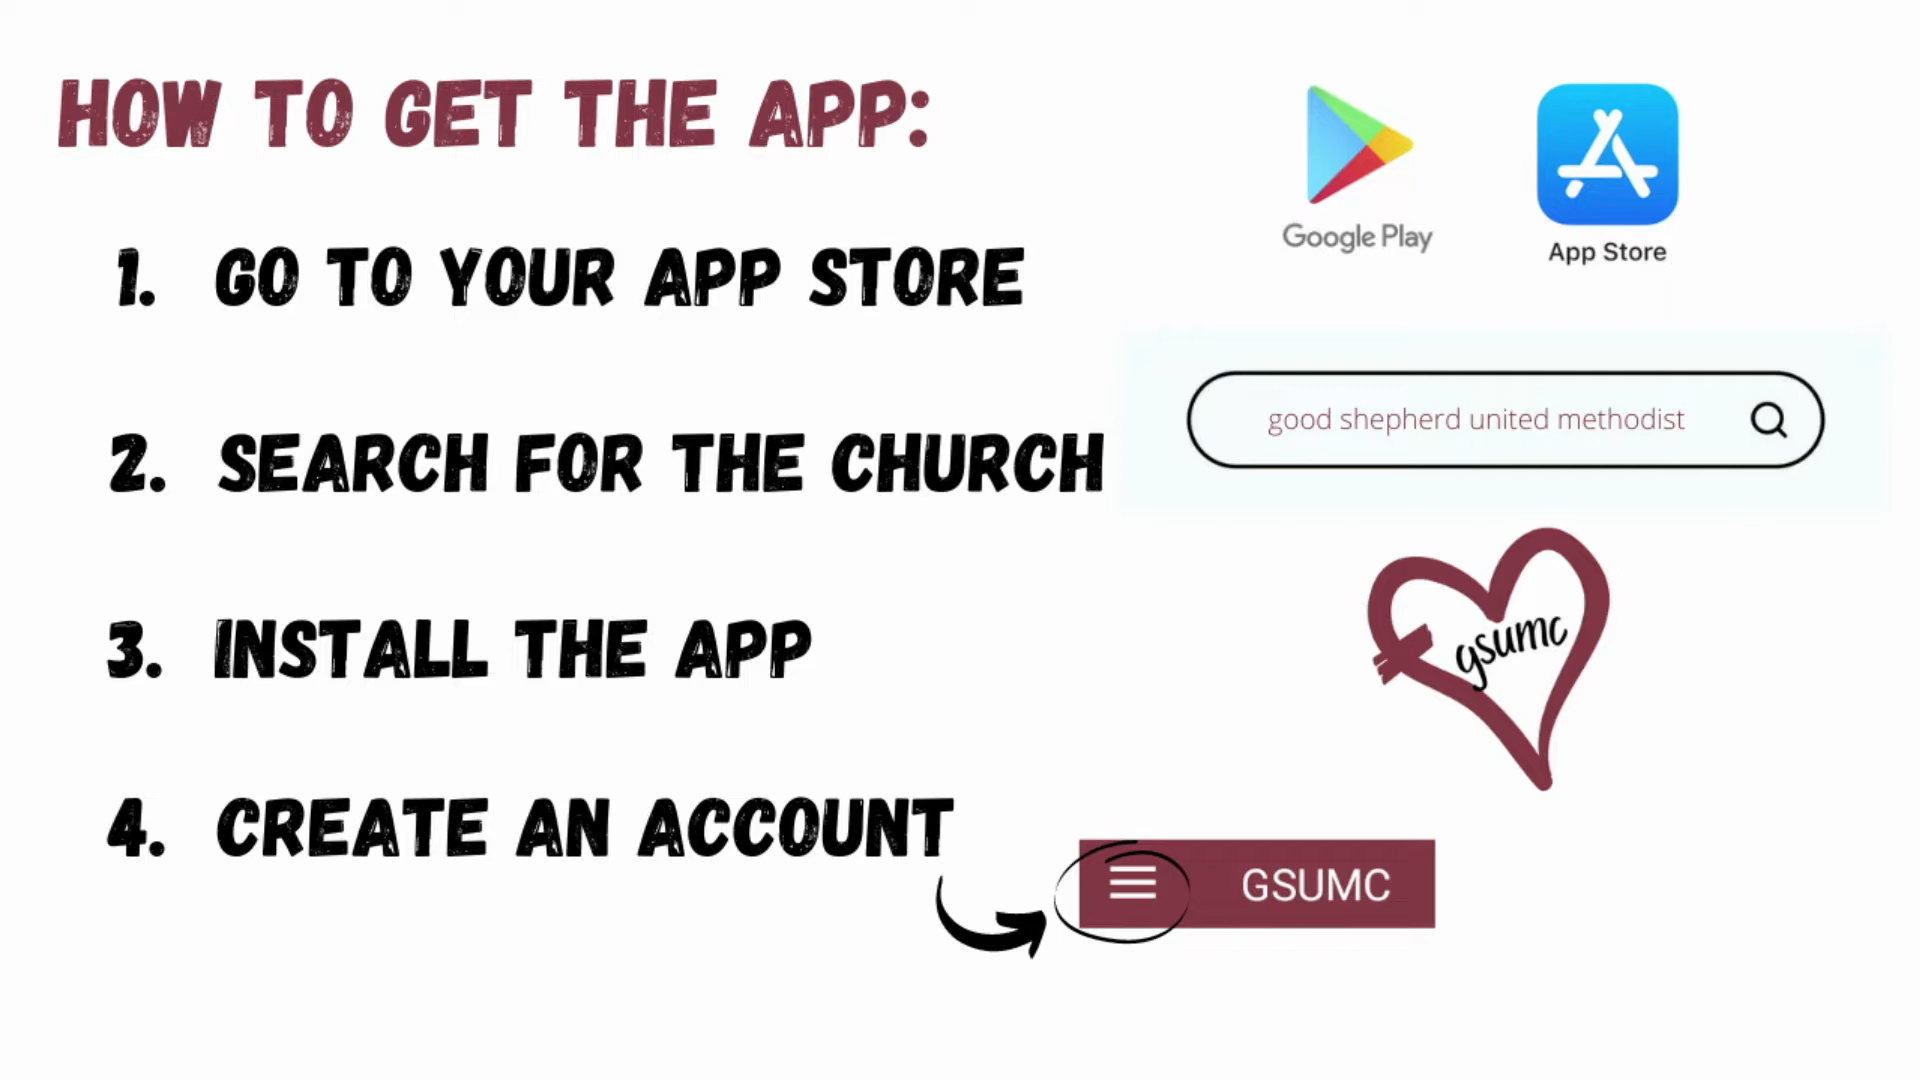 HOW TO GET THE APP:
Google Play
App Store
1. GO TO YOUR APP STORE
good shepherd united methodist
2. SEARCH FOR THE CHURCH
gsumc
3. INSTALL THE APP
4. CREATE AN ACCOUNT
GSUMC